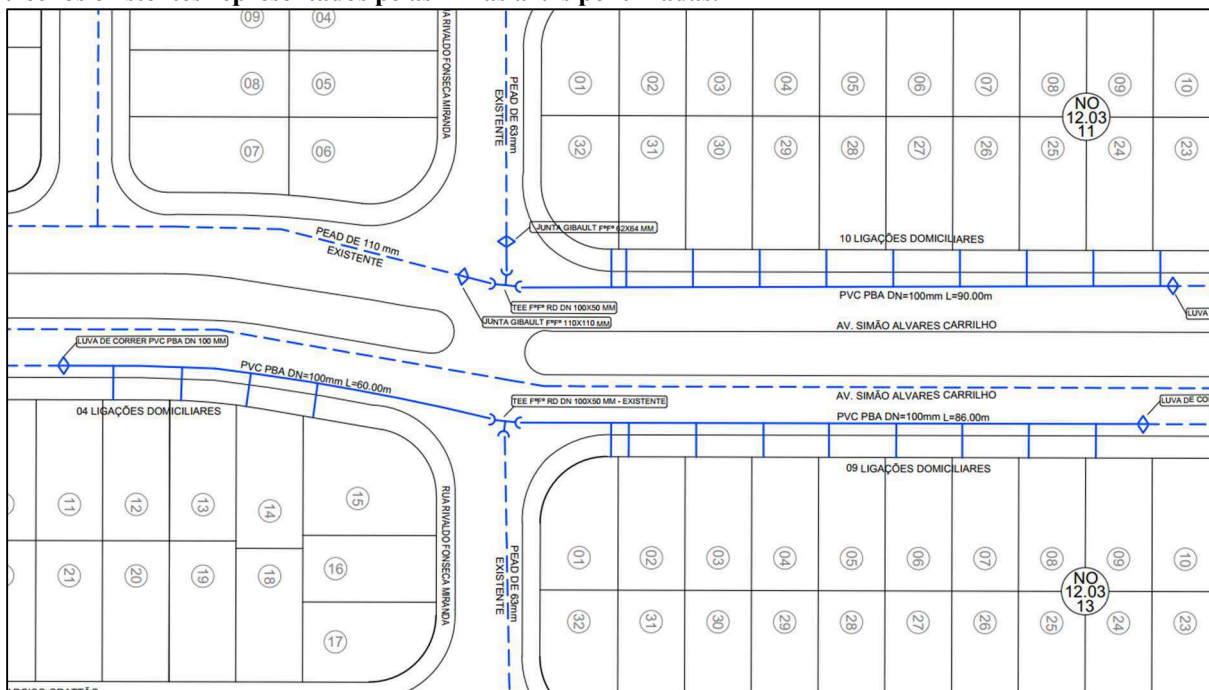 09
04
08
05
07
06
RUA RIVALDO FONSECA MIRANDA
PEAD DE 63mm
EXISTENTE
01
02
03
04
05
06
07
08
09
10
NO
12.03
11
32
31
30
29
28
27
26
25
24
23
JUNTA GIBAULT FºFº 62X64 MM
10 LIGAÇÕES DOMICILIARES
PEAD DE 110 mm
EXISTENTE
PVC PBA DN=100mm L=90.00m
TEE FºFº RD DN 100X50 MM
JUNTA GIBAULT FºFº 110X110 MM
LUVA
AV. SIMÃO ALVARES CARRILHO
LUVA DE CORRER PVC PBA DN 100 MM
PVC PBA DN=100mm L=60.00m
04 LIGAÇÕES DOMICILIARES
TEE FºFº RD DN 100X50 MM - EXISTENTE
AV. SIMÃO ALVARES CARRILHO
PVC PBA DN=100mm L=86.00m
LUVA DE CO
09 LIGAÇÕES DOMICILIARES
11
12
13
14
15
21
20
19
18
16
17
RUA RIVALDO FONSECA MIRANDA
PEAD DE 63mm
EXISTENTE
01
02
03
04
05
06
07
08
09
10
NO
12.03
13
32
31
30
29
28
27
26
25
24
23